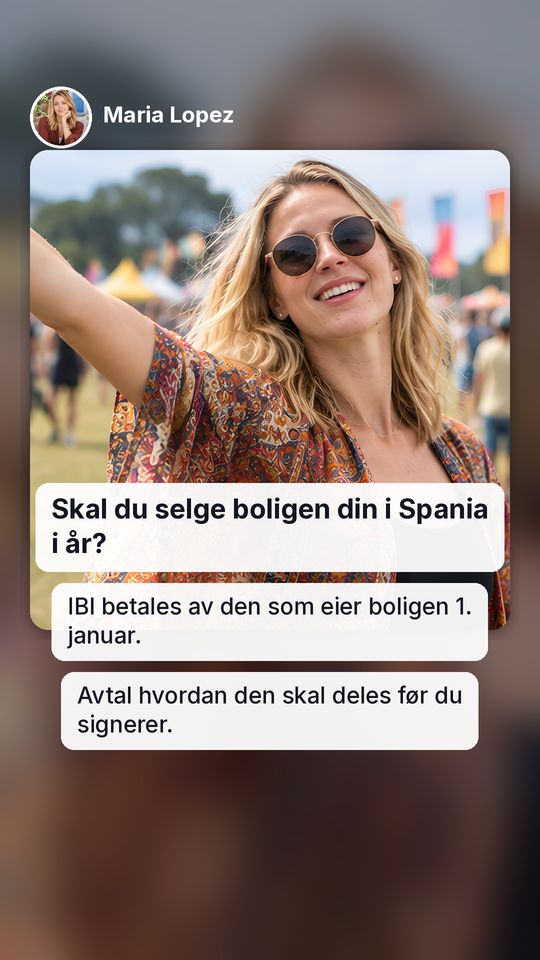 Maria Lopez
Skal du selge boligen din i Spania
i år?
IBI betales av den som eier boligen 1.
januar.
Avtal hvordan den skal deles før du
signerer.